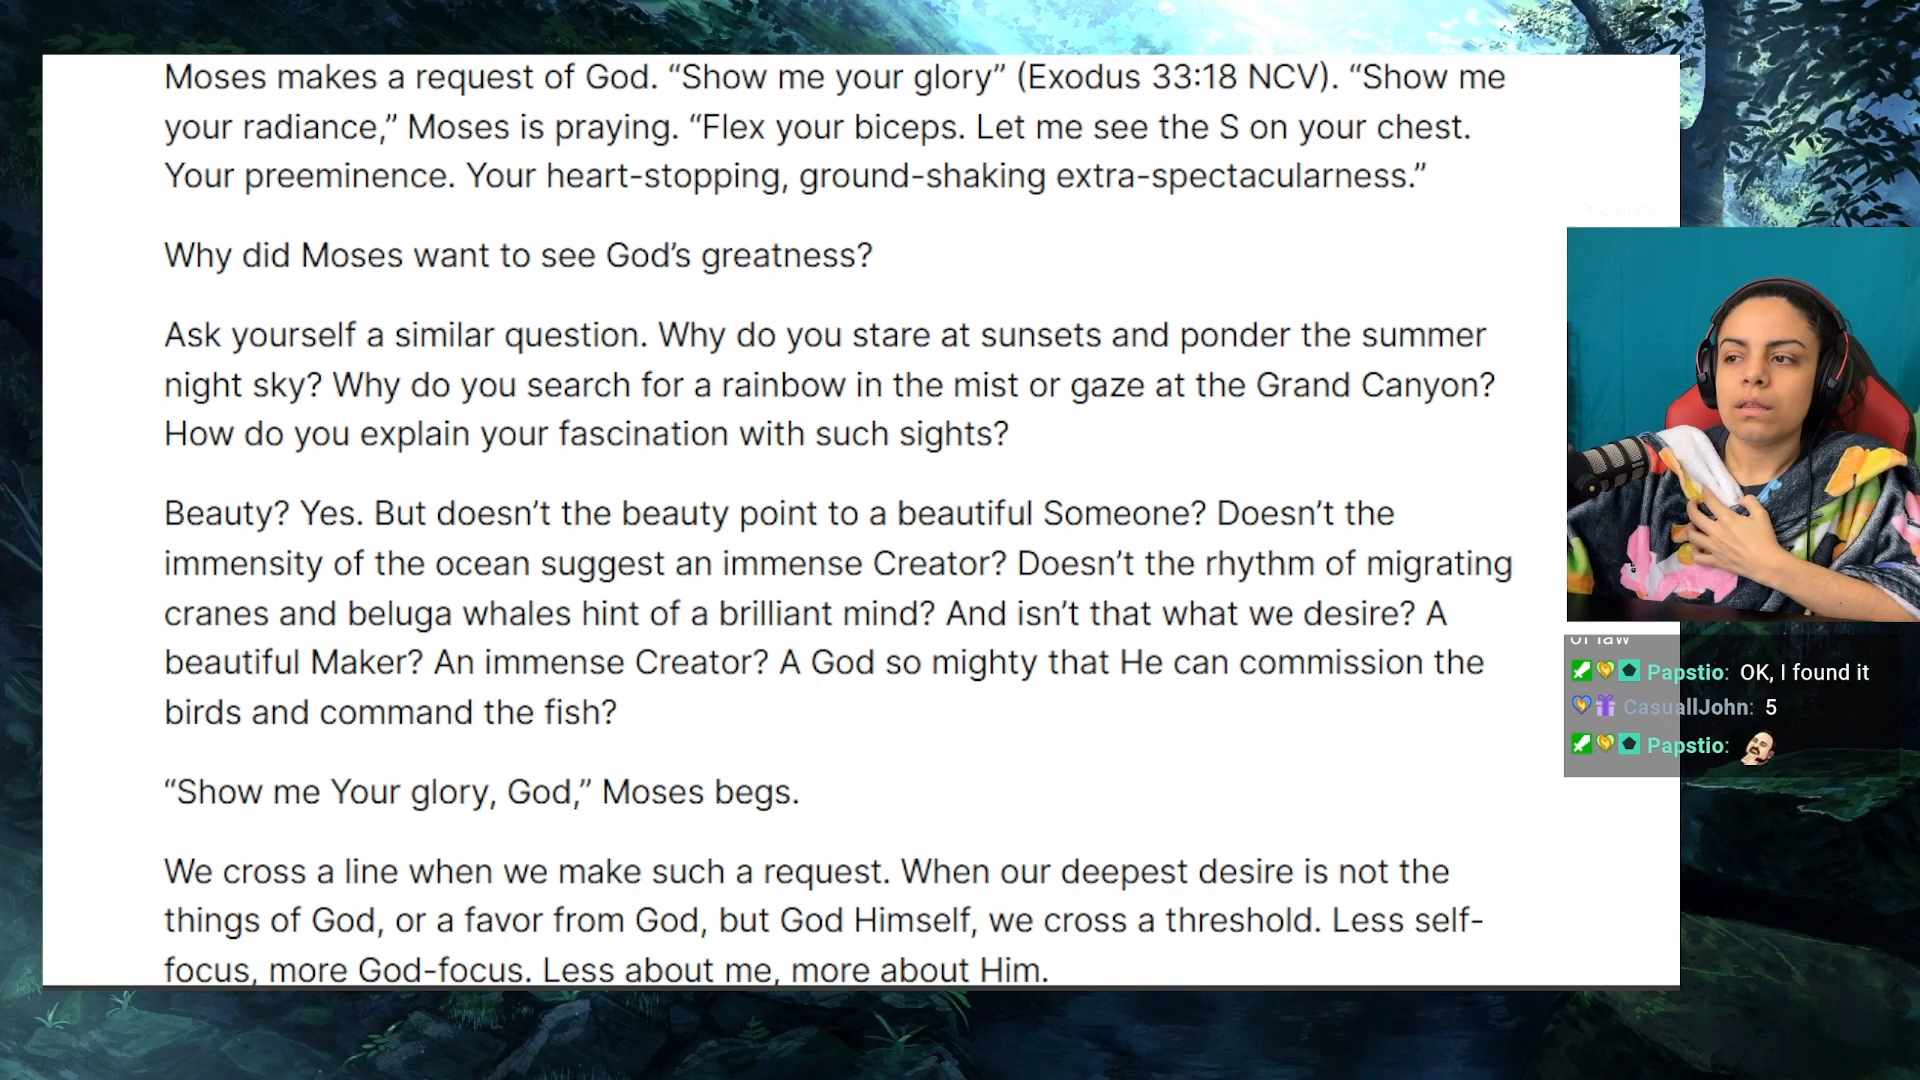 Moses makes a request of God. “Show me your glory” (Exodus 33:18 NCV). “Show me
your radiance,” Moses is praying. “Flex your biceps. Let me see the S on your chest.
Your preeminence. Your heart-stopping, ground-shaking extra-spectacularness.”
Why did Moses want to see God’s greatness?
Ask yourself a similar question. Why do you stare at sunsets and ponder the summer
night sky? Why do you search for a rainbow in the mist or gaze at the Grand Canyon?
How do you explain your fascination with such sights?
Beauty? Yes. But doesn’t the beauty point to a beautiful Someone? Doesn’t the
immensity of the ocean suggest an immense Creator? Doesn’t the rhythm of migrating
cranes and beluga whales hint of a brilliant mind? And isn’t that what we desire? A
beautiful Maker? An immense Creator? A God so mighty that He can commission the
birds and command the fish?
“Show me Your glory, God,” Moses begs.
We cross a line when we make such a request. When our deepest desire is not the
things of God, or a favor from God, but God Himself, we cross a threshold. Less self-
focus, more God-focus. Less about me, more about Him.
of law
Papstio: OK, I found it
CasuallJohn: 5
Papstio: